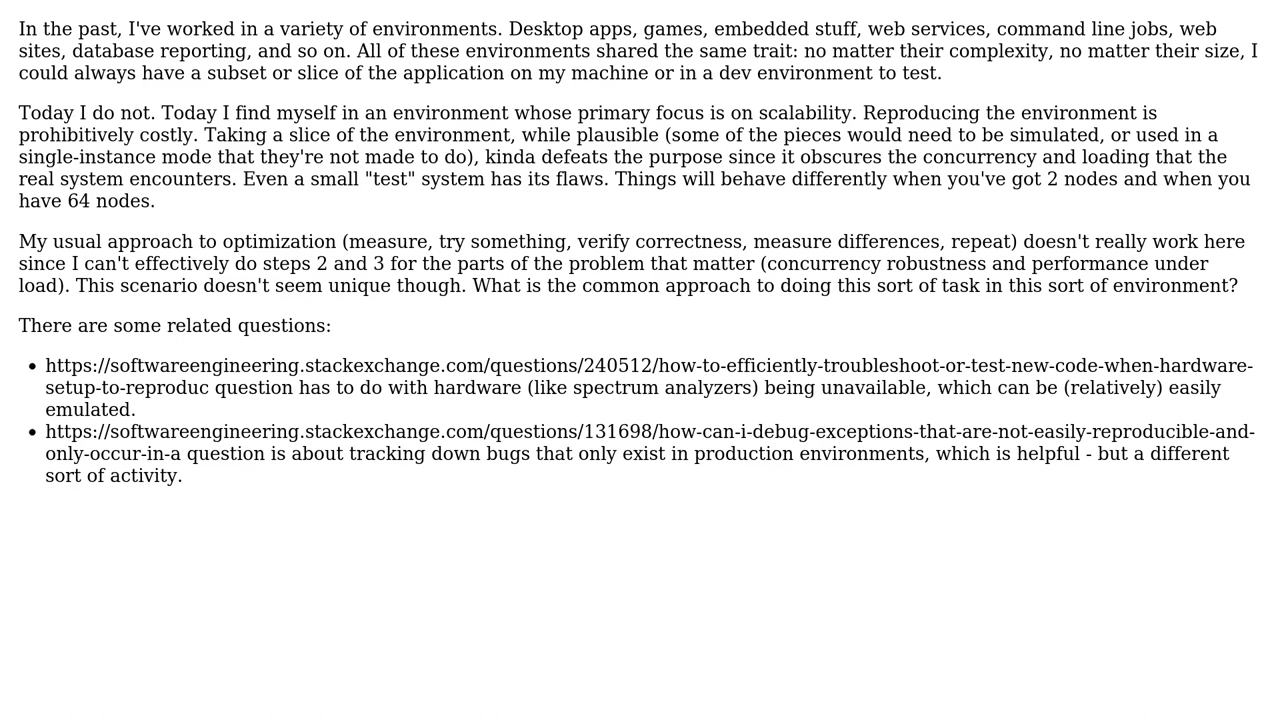 In the past, I've worked in a variety of environments. Desktop apps, games, embedded stuff, web services, command line jobs, web
sites, database reporting, and so on. All of these environments shared the same trait: no matter their complexity, no matter their size, I
could always have a subset or slice of the application on my machine or in a dev environment to test.
Today I do not. Today I find myself in an environment whose primary focus is on scalability. Reproducing the environment is
prohibitively costly. Taking a slice of the environment, while plausible (some of the pieces would need to be simulated, or used in a
single-instance mode that they're not made to do), kinda defeats the purpose since it obscures the concurrency and loading that the
real system encounters. Even a small "test" system has its flaws. Things will behave differently when you've got 2 nodes and when you
have 64 nodes.
My usual approach to optimization (measure, try something, verify correctness, measure differences, repeat) doesn't really work here
since I can't effectively do steps 2 and 3 for the parts of the problem that matter (concurrency robustness and performance under
load). This scenario doesn't seem unique though. What is the common approach to doing this sort of task in this sort of environment?
There are some related questions:
• https://softwareengineering.stackexchange.com/questions/240512/how-to-efficiently-troubleshoot-or-test-new-code-when-hardware-
setup-to-reproduc question has to do with hardware (like spectrum analyzers) being unavailable, which can be (relatively) easily
emulated.
• https://softwareengineering.stackexchange.com/questions/131698/how-can-i-debug-exceptions-that-are-not-easily-reproducible-and-
only-occur-in-a question is about tracking down bugs that only exist in production environments, which is helpful - but a different
sort of activity.